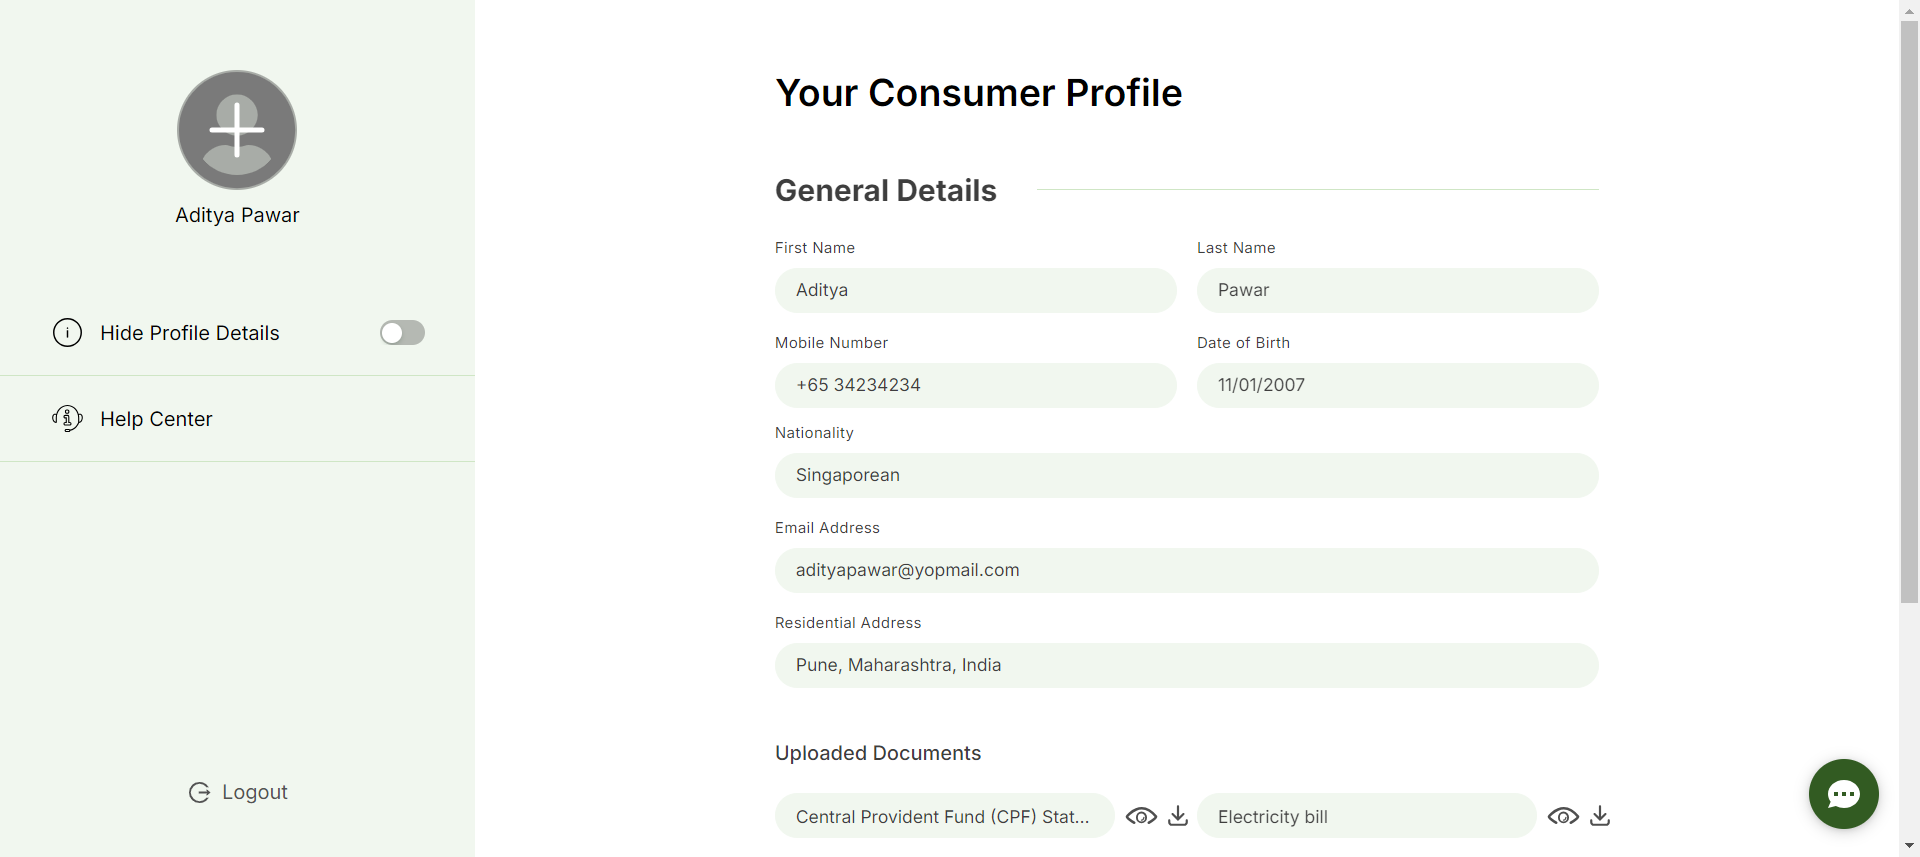 Aditya Pawar
Hide Profile Details
Help Center
Logout
Your Consumer Profile
General Details
First Name
Last Name
Aditya
Pawar
Mobile Number
Date of Birth
+65 34234234
11/01/2007
Nationality
Singaporean
Email Address
adityapawar@yopmail.com
Residential Address
Pune, Maharashtra, India
Uploaded Documents
Central Provident Fund (CPF) Stat...
Electricity bill